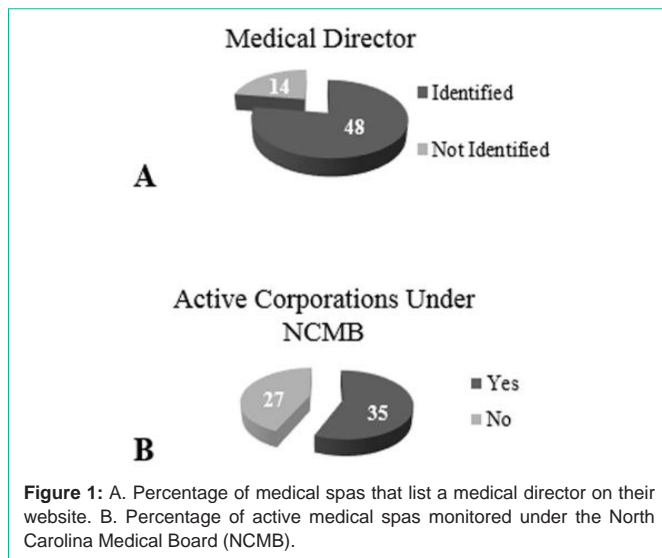 Medical Director
14
48
Identified
Not Identified
A
Active Corporations Under
NCMB
27
35
Yes
No
B
Figure 1: A. Percentage of medical spas that list a medical director on their
website. B. Percentage of active medical spas monitored under the North
Carolina Medical Board (NCMB).